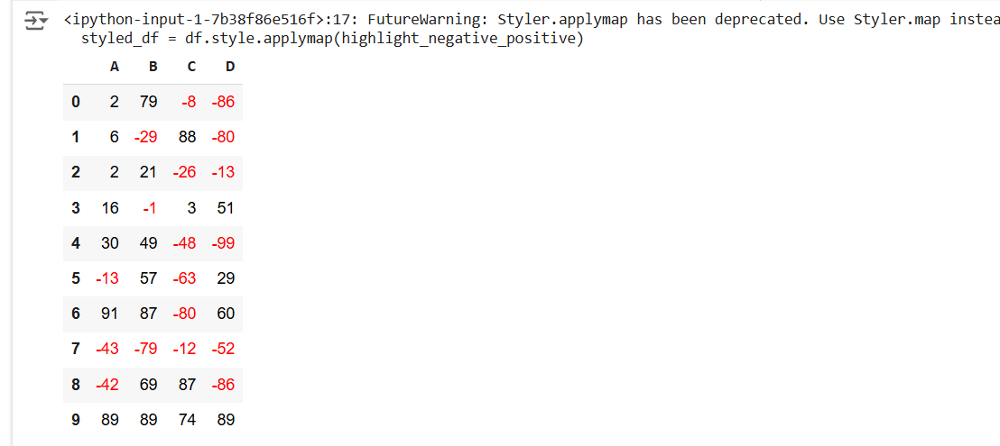 <ipython-input-1-7b38f86e516f>:17: FutureWarning: Styler.applymap has been deprecated. Use Styler.map instea
styled_df = df.style.applymap(highlight_negative_positive)
A B C D
0 2 79 -8 -86
1 6 -29 88 -80
2 2 21 -26 -13
3 16 -1 3 51
4 30 49 -48 -99
5 -13 57 -63 29
6 91 87 -80 60
7 -43 -79 -12 -52
8 -42 69 87 -86
9 89 89 74 89